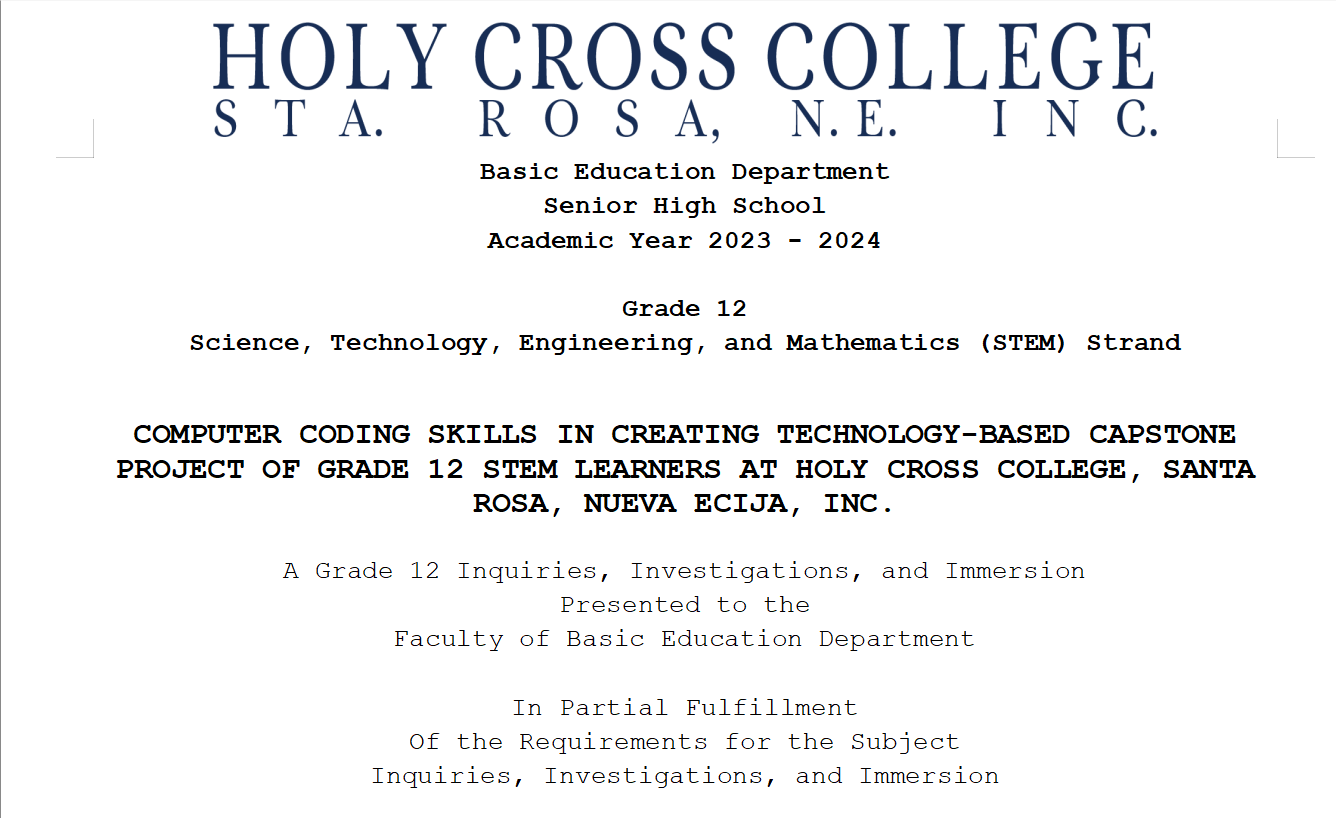 HOLY CROSS COLLEGE
STA. ROSA, N.E. INC.
Basic Education Department
Senior High School
Academic Year 2023 - 2024
Grade 12
Science, Technology, Engineering, and Mathematics (STEM) Strand
COMPUTER CODING SKILLS IN CREATING TECHNOLOGY-BASED CAPSTONE
PROJECT OF GRADE 12 STEM LEARNERS AT HOLY CROSS COLLEGE, SANTA
ROSA, NUEVA ECIJA, INC.
A Grade 12 Inquiries, Investigations, and Immersion
Presented to the
Faculty of Basic Education Department
In Partial Fulfillment
Of the Requirements for the Subject
Inquiries, Investigations, and Immersion